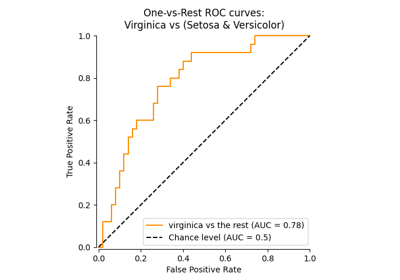 One-vs-Rest ROC curves:
Virginica vs (Setosa & Versicolor)
1.0
0.8
0.6
0.4
0.2
0.0
True Positive Rate
virginica vs the rest (AUC = 0.78)
Chance level (AUC = 0.5)
0.0 0.2 0.4 0.6 0.8 1.0
False Positive Rate